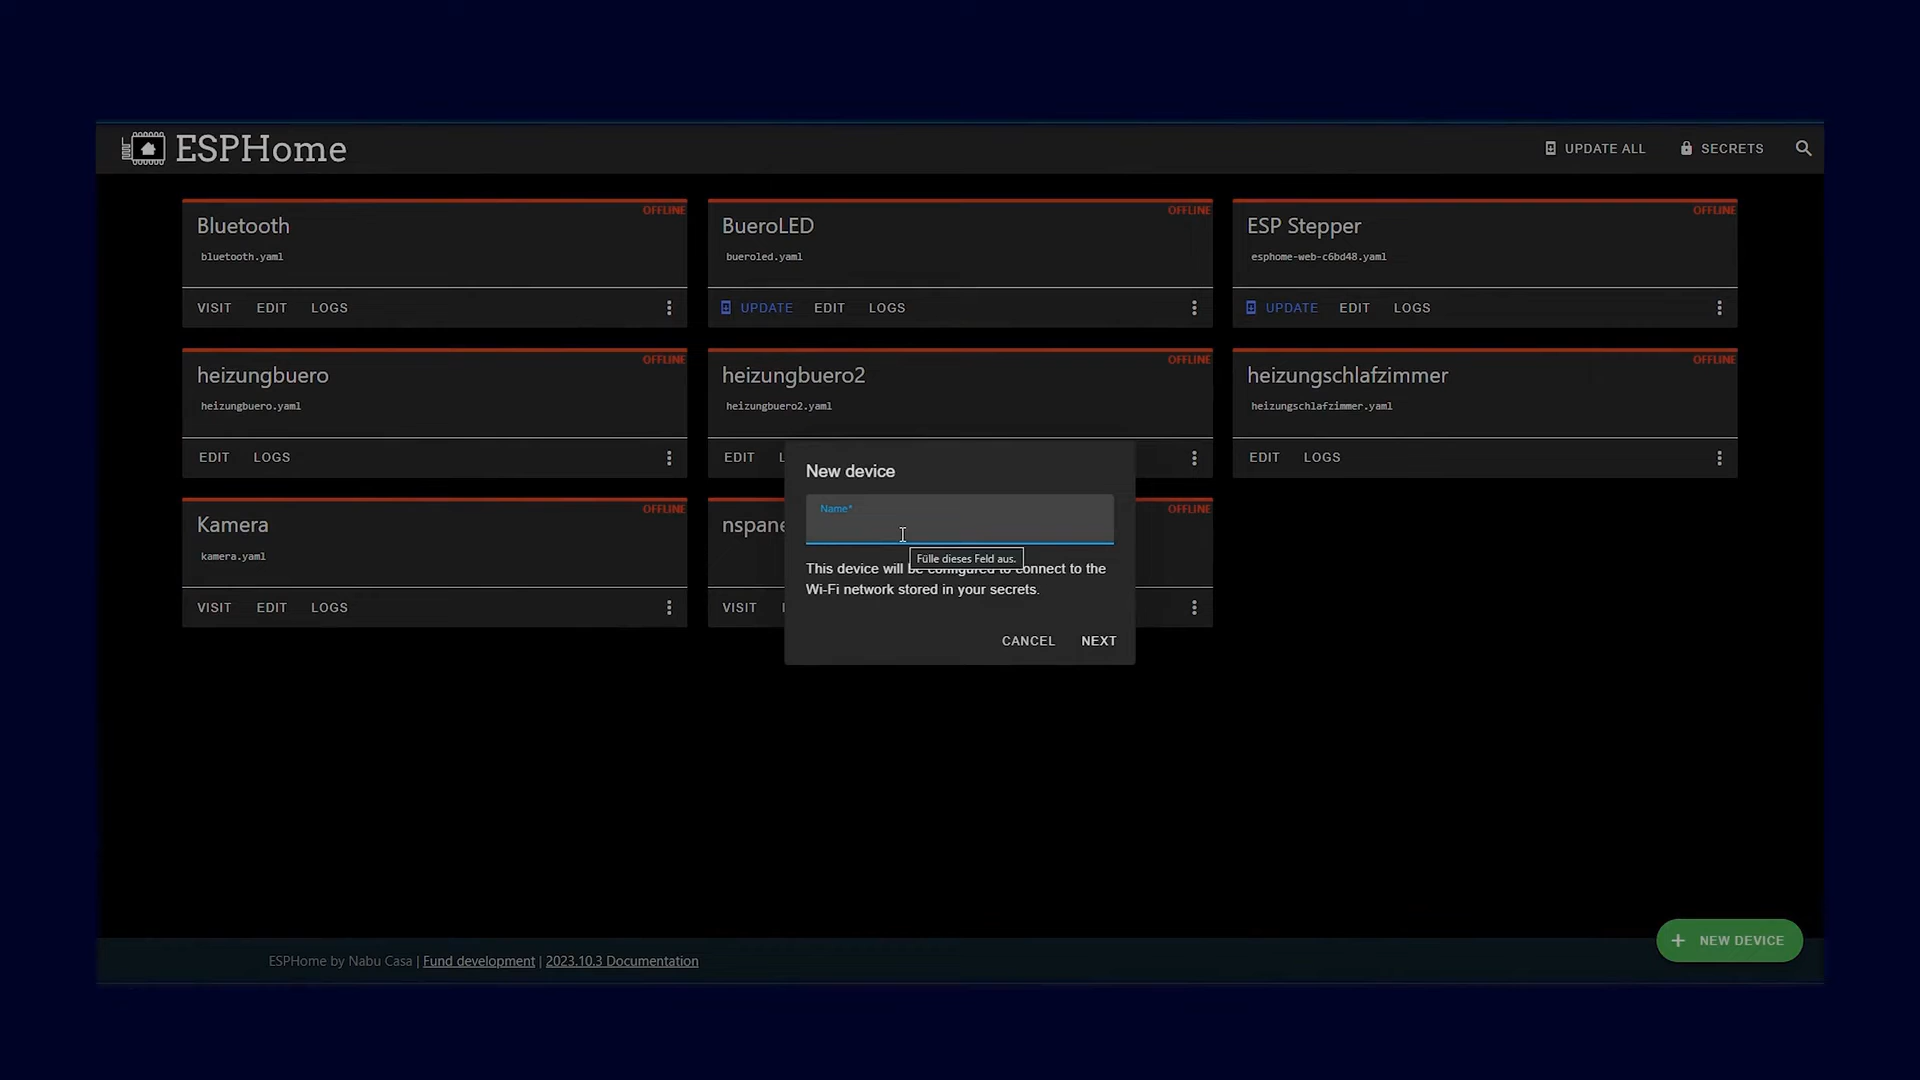 ESPHome
UPDATE ALL
SECRETS
OFFLINE
Bluetooth
bluetooth.yaml
VISIT EDIT LOGS
OFFLINE
BueroLED
bueroled.yaml
UPDATE EDIT LOGS
OFFLINE
ESP Stepper
esphome-web-c6bd48.yaml
UPDATE EDIT LOGS
OFFLINE
heizungbuero
heizungbuero.yaml
EDIT LOGS
OFFLINE
heizungbuero2
heizungbuero2.yaml
EDIT
OFFLINE
heizungschlafzimmer
heizungschlafzimmer.yaml
EDIT LOGS
OFFLINE
Kamera
kamera.yaml
VISIT EDIT LOGS
OFFLINE
VISIT
New device
Name*
Fülle dieses Feld aus.
This device will be configured to connect to the
Wi-Fi network stored in your secrets.
CANCEL NEXT
NEW DEVICE
ESPHome by Nabu Casa | Fund development | 2023.10.3 Documentation